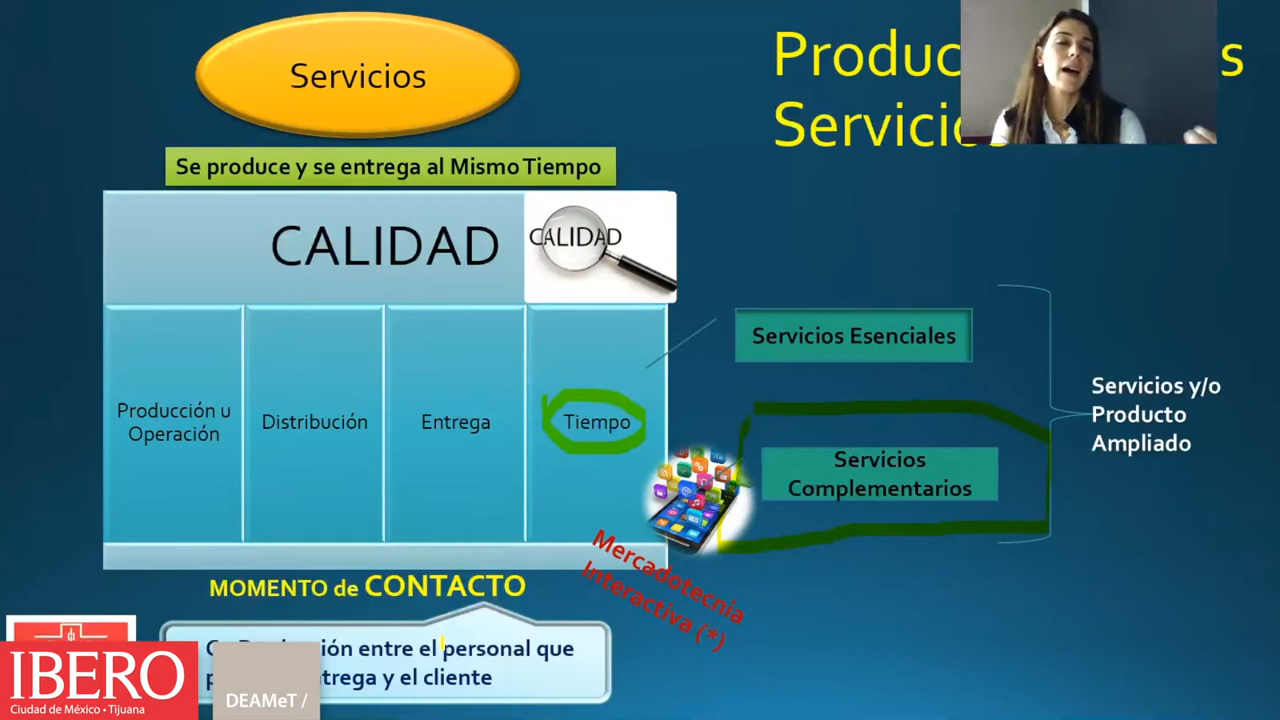 Servicios
Produc s
Servicios
Se produce y se entrega al Mismo Tiempo
CALIDAD
CALIDAD
Producción u
Operación
Distribución
Entrega
Tiempo
Servicios Esenciales
Servicios
Complementarios
Servicios y/o
Producto
Ampliado
Mercadotecnia
Interactiva (*)
MOMENTO de CONTACTO
entre el personal que
y el cliente
IBERO
Ciudad de México • Tijuana
DEAMeT /